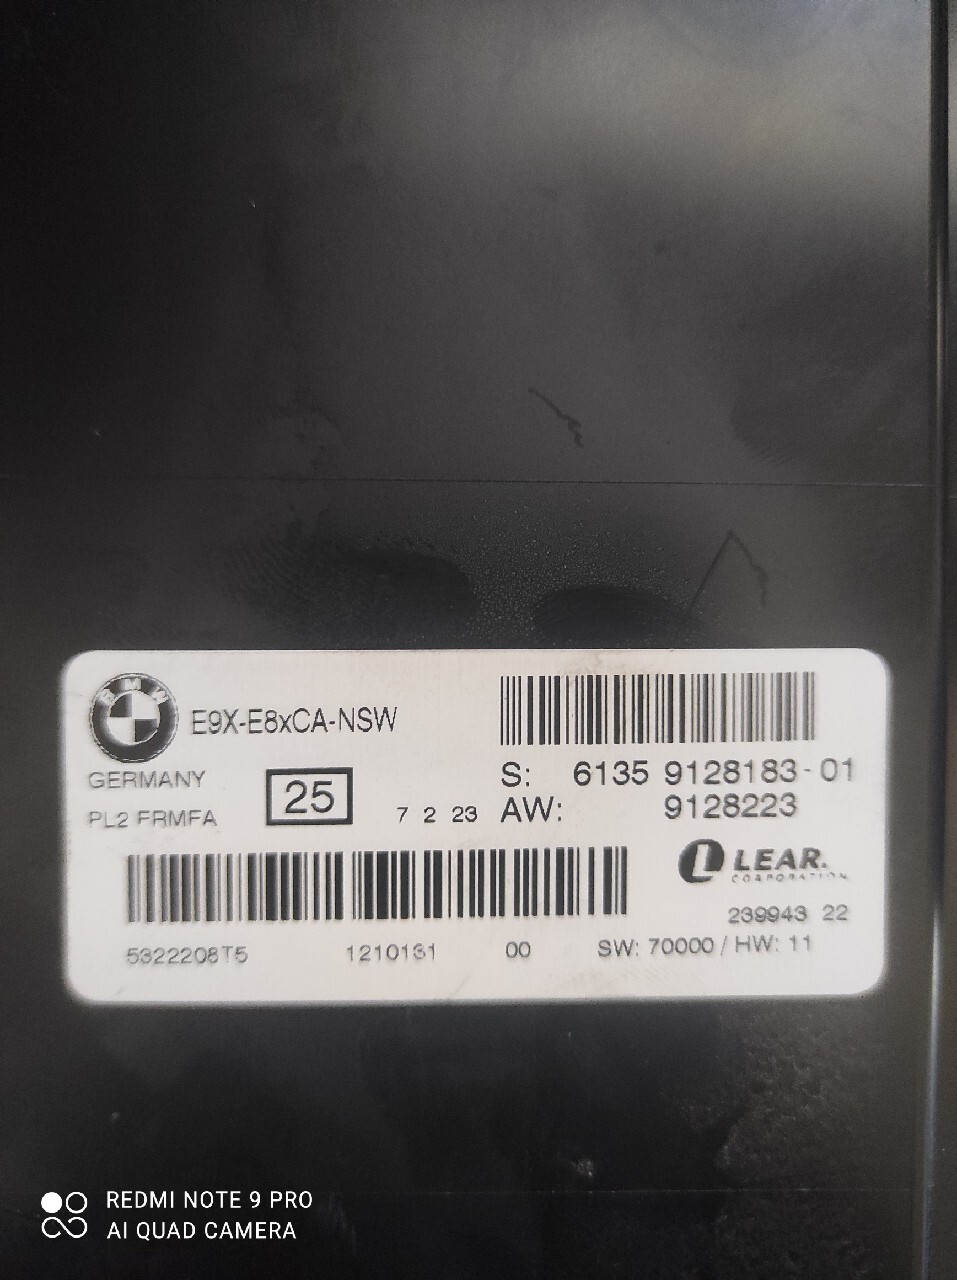 BMW
E9X-E8xCA-NSW
GERMANY
25
S: 6135 9128183-01
PL2 FRMFA
7 2 23
AW: 9128223
LEAR.
CORPORATION
239943 22
5322208T5 1210131 00 SW: 70000 / HW: 11
REDMI NOTE 9 PRO
AI QUAD CAMERA